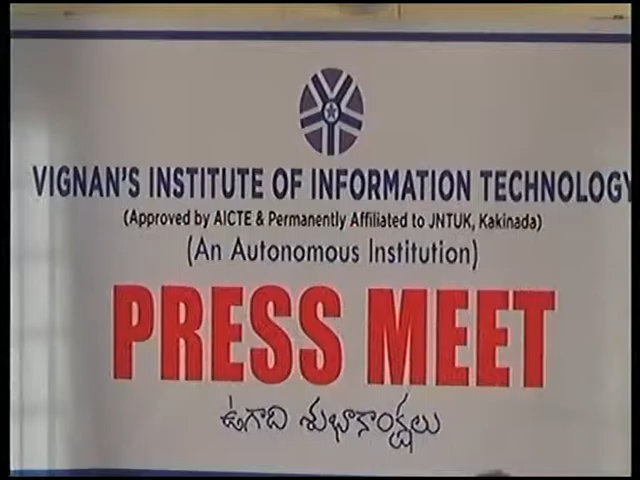 VIGNAN'S INSTITUTE OF INFORMATION TECHNOLOGY
(Approved by AICTE & Permanently Affiliated to JNTUK, Kakinada)
(An Autonomous Institution)
PRESS MEET
ఉగాది శుభాకాంక్షలు